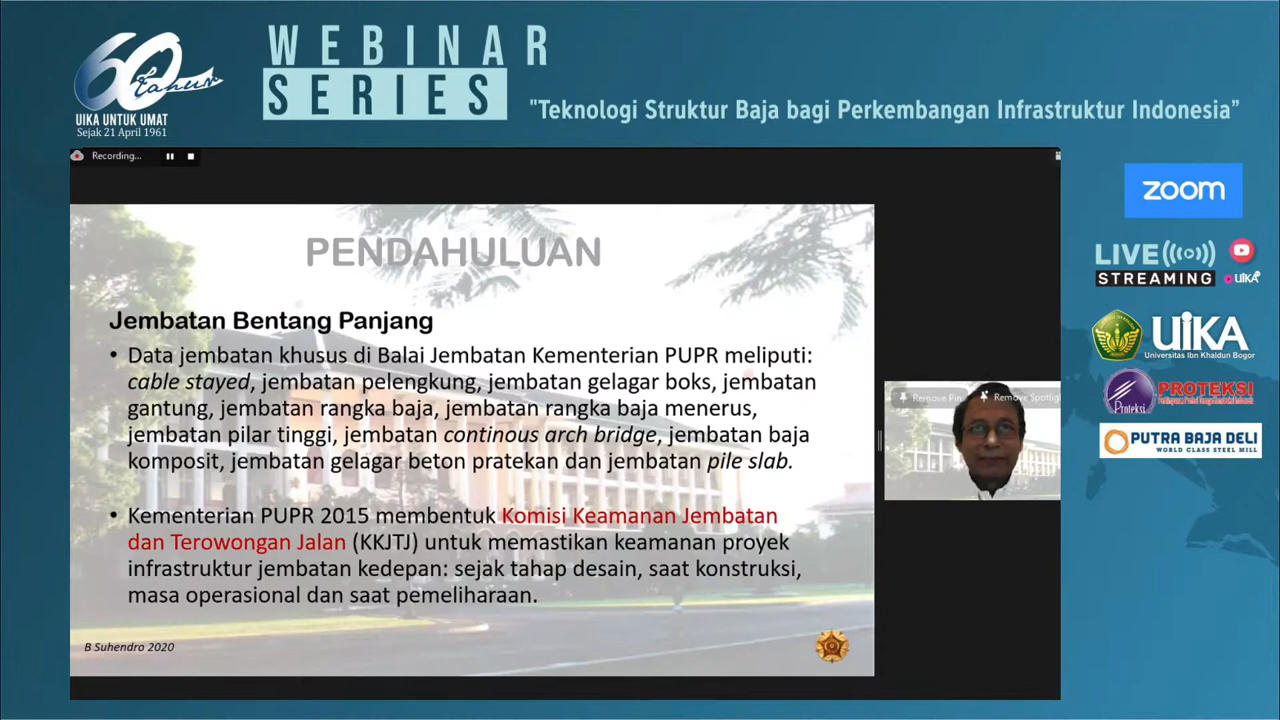 60
Tahun
UIKA UNTUK UMAT
Sejak 21 April 1961
WEBINAR
SERIES
"Teknologi Struktur Baja bagi Perkembangan Infrastruktur Indonesia”
Recording...
PENDAHULUAN
Jembatan Bentang Panjang
• Data jembatan khusus di Balai Jembatan Kementerian PUPR meliputi:
cable stayed, jembatan pelengkung, jembatan gelagar boks, jembatan
gantung, jembatan rangka baja, jembatan rangka baja menerus,
jembatan pilar tinggi, jembatan continous arch bridge, jembatan baja
komposit, jembatan gelagar beton pratekan dan jembatan pile slab.
• Kementerian PUPR 2015 membentuk Komisi Keamanan Jembatan
dan Terowongan Jalan (KKJTJ) untuk memastikan keamanan proyek
infrastruktur jembatan kedepan: sejak tahap desain, saat konstruksi,
masa operasional dan saat pemeliharaan.
B Suhendro 2020
Remove Pin
Remove Spotlig
zoom
LIVE
STREAMING
UIKA
UIKA
Universitas Ibn Khaldun Bogor
Proteksi
PROTEKSI
PUTRA BAJA DELI
WORLD CLASS STEEL MILL